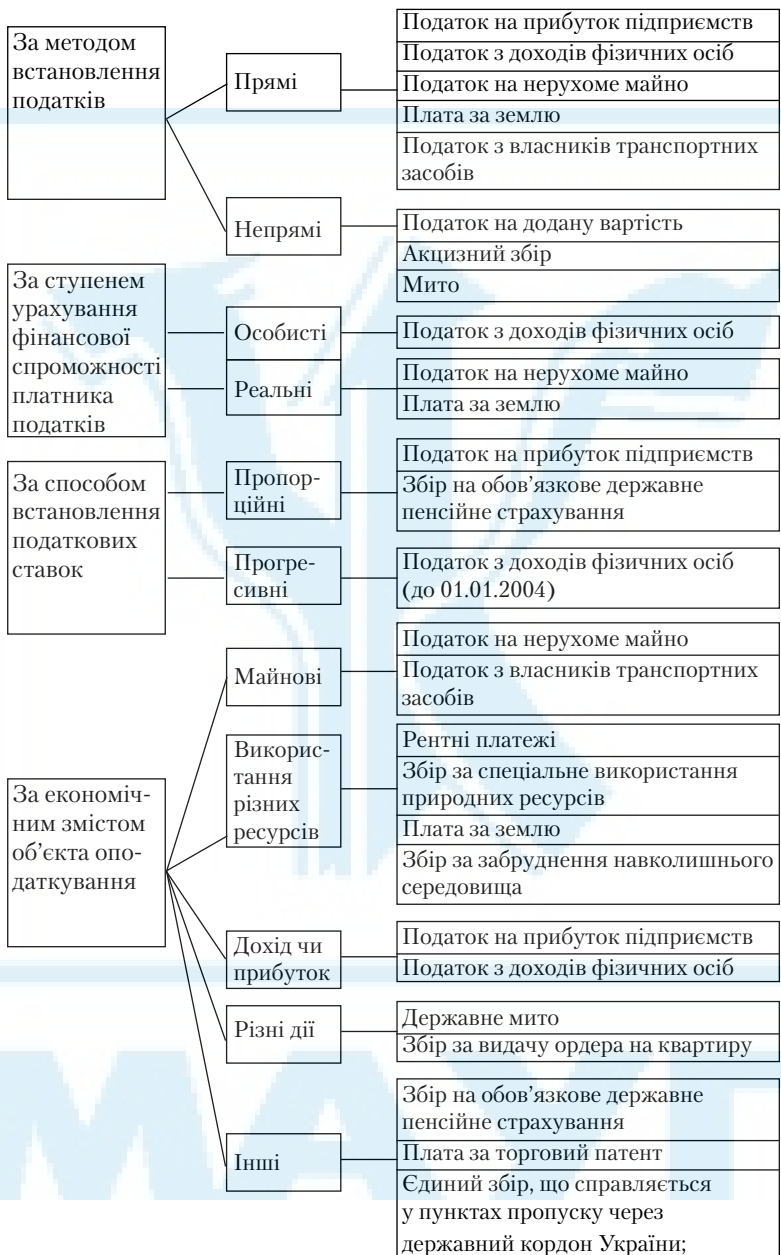 За методом
встановлення
податків
Прямі
Податок на прибуток підприємств
Податок з доходів фізичних осіб
Податок на нерухоме майно
Плата за землю
Податок з власників транспортних
засобів
Непрямі
Податок на додану вартість
Акцизний збір
Мито
За ступенем
урахування
фінансової
спроможності
платника
податків
Особисті
Податок з доходів фізичних осіб
Реальні
Податок на нерухоме майно
Плата за землю
За способом
встановлення
податкових
ставок
Пропор-
ційні
Податок на прибуток підприємств
Збір на обов’язкове державне
пенсійне страхування
Прогре-
сивні
Податок з доходів фізичних осіб
(до 01.01.2004)
За економіч-
ним змістом
об’єкта опо-
даткування
Майнові
Податок на нерухоме майно
Податок з власників транспортних
засобів
Викорис-
тання
різних
ресурсів
Рентні платежі
Збір за спеціальне використання
природних ресурсів
Плата за землю
Збір за забруднення навколишнього
середовища
Дохід чи
прибуток
Податок на прибуток підприємств
Податок з доходів фізичних осіб
Різні дії
Державне мито
Збір за видачу ордера на квартиру
Інші
Збір на обов’язкове державне
пенсійне страхування
Плата за торговий патент
Єдиний збір, що справляється
у пунктах пропуску через
державний кордон України;
МАУП